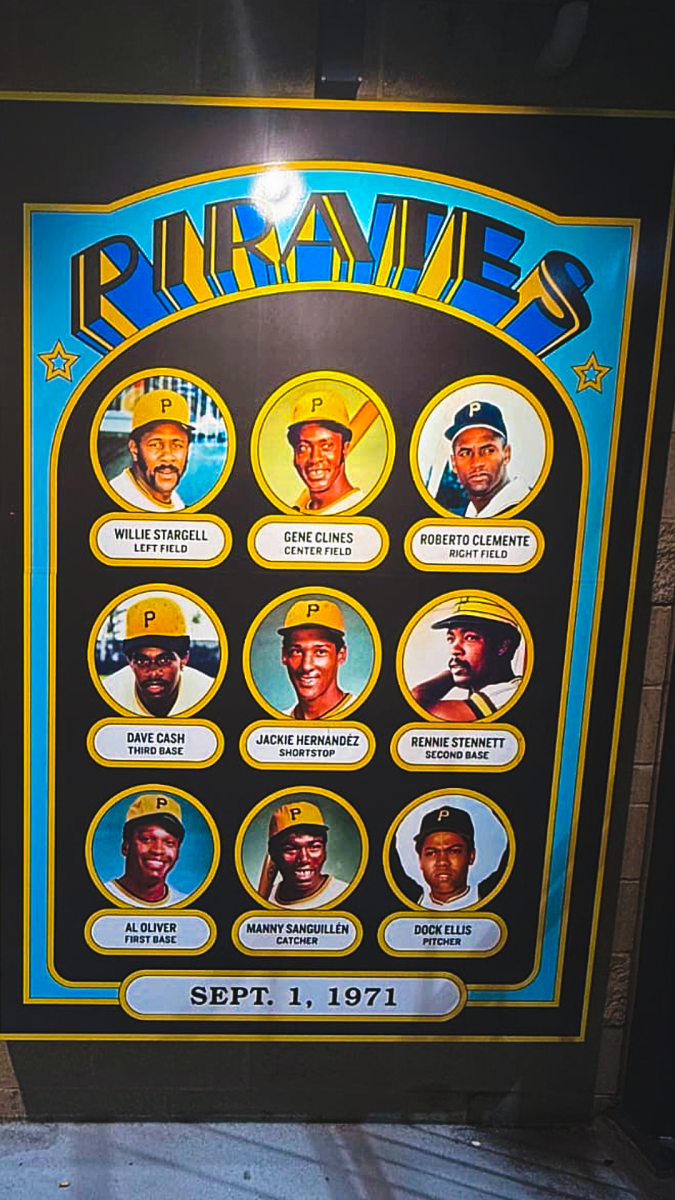 PIRATES
P
P
P
WILLIE STARGELL
LEFT FIELD
GENE CLINES
CENTER FIELD
ROBERTO CLEMENTE
RIGHT FIELD
P
P
P
DAVE CASH
THIRD BASE
JACKIE HERNANDÉZ
SHORTSTOP
RENNIE STENNETT
SECOND BASE
P
P
P
AL OLIVER
FIRST BASE
MANNY SANGUILLÉN
CATCHER
DOCK ELLIS
PITCHER
SEPT. 1, 1971